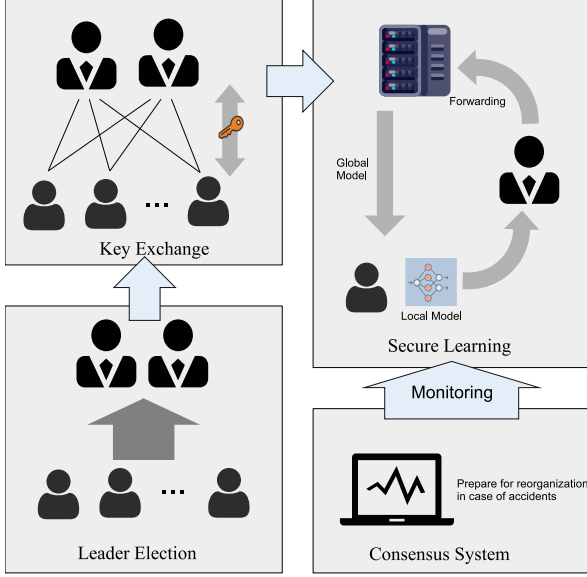 Key Exchange
Forwarding
Global
Model
Local Model
Secure Learning
Leader Election
Monitoring
Prepare for reorganization
in case of accidents
Consensus System